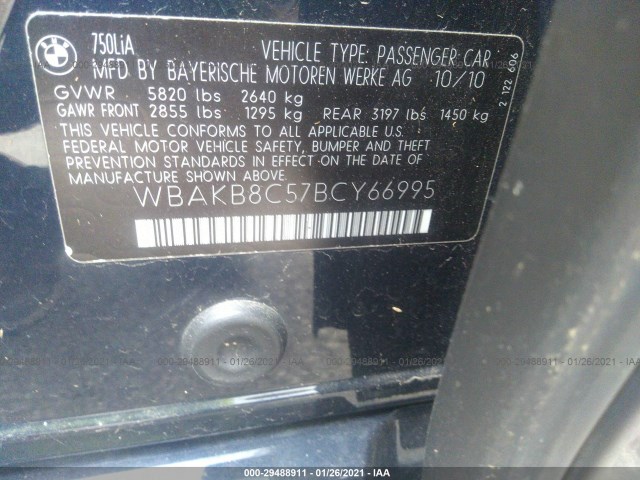 BMW
750LiA
VEHICLE TYPE: PASSENGER CAR
MFD BY BAYERISCHE MOTOREN WERKE AG 10/10
GVWR 5820 lbs 2640 kg
GAWR FRONT 2855 lbs 1295 kg REAR 3197 lbs 1450 kg
THIS VEHICLE CONFORMS TO ALL APPLICABLE U.S.
FEDERAL MOTOR VEHICLE SAFETY, BUMPER AND THEFT
PREVENTION STANDARDS IN EFFECT ON THE DATE OF
MANUFACTURE SHOWN ABOVE.
WBAKB8C57BCY66995
2 122 606
000-29488911 - 01/26/2021 - IAA